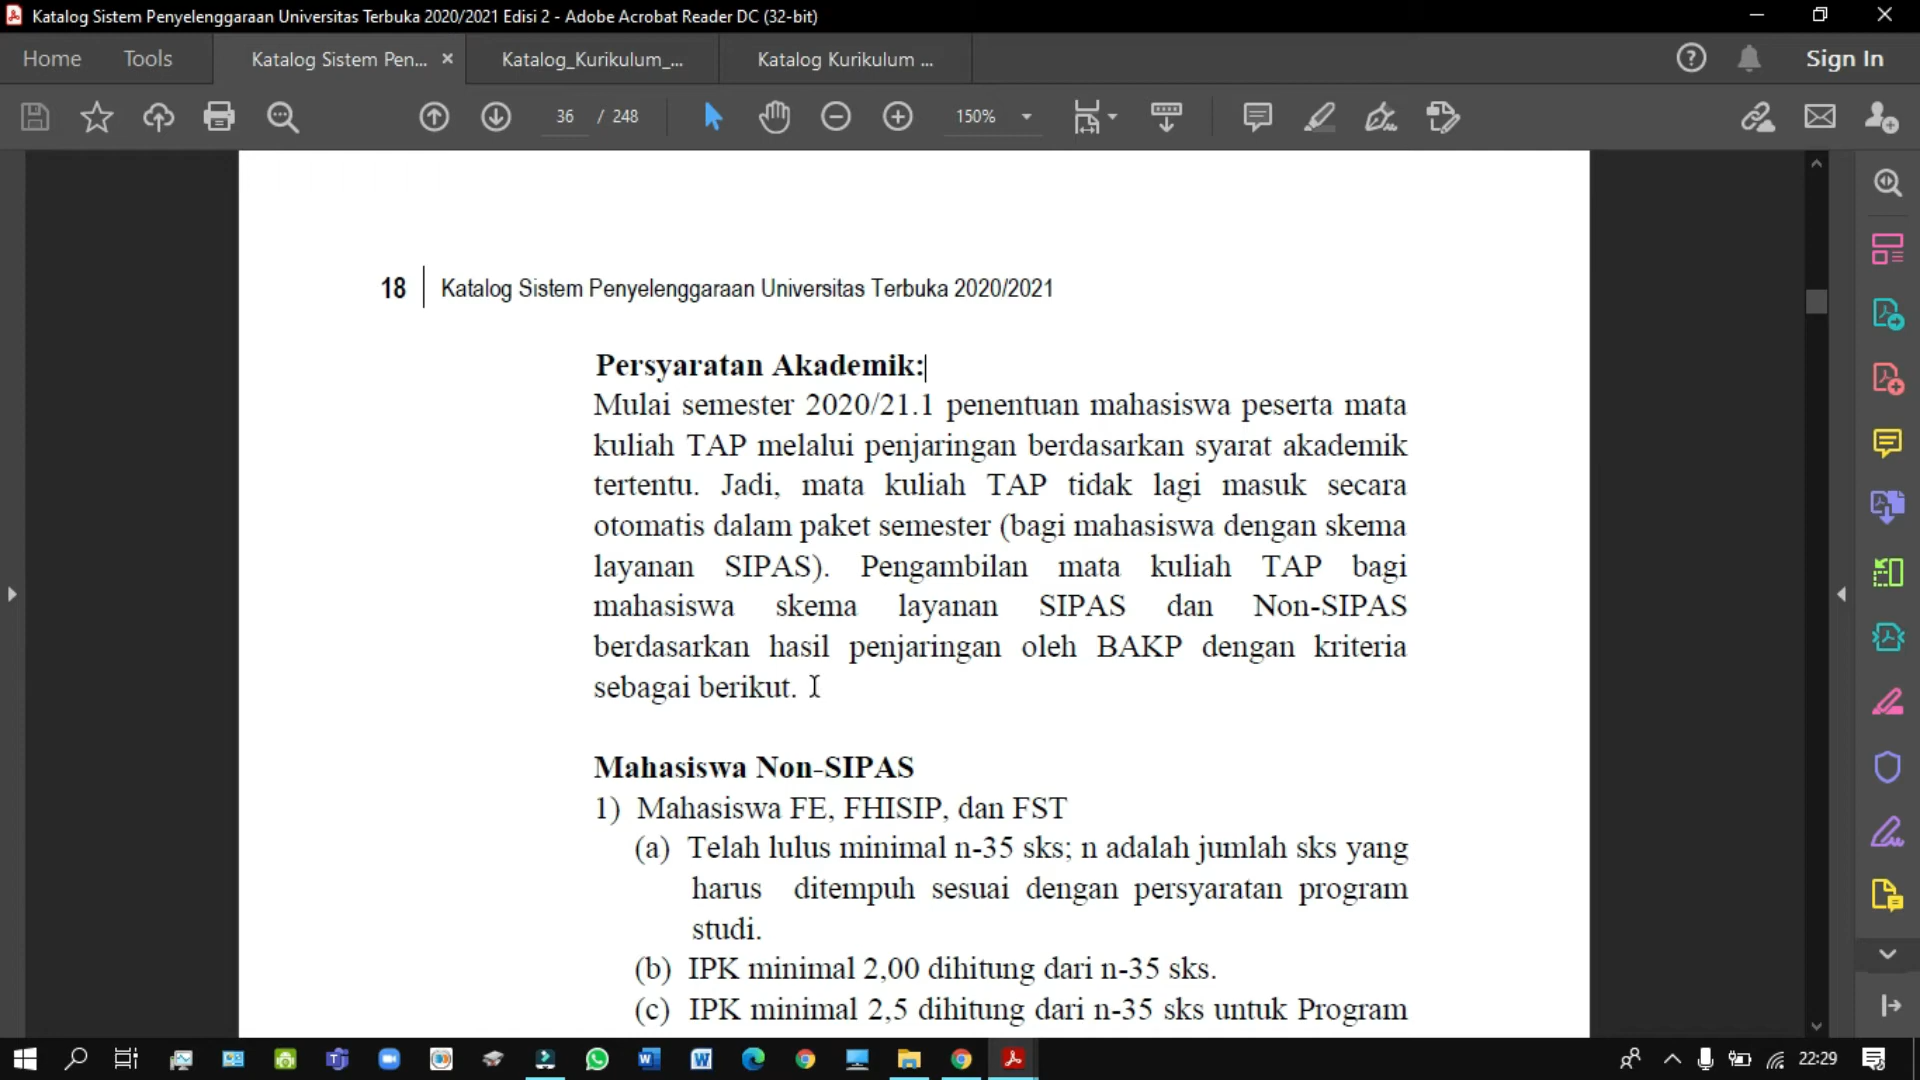 Katalog Sistem Penyelenggaraan Universitas Terbuka 2020/2021 Edisi 2 - Adobe Acrobat Reader DC (32-bit)
Home Tools Katalog Sistem Pen... × Katalog_Kurikulum_... Katalog Kurikulum ... Sign In
36 / 248 150%
18 Katalog Sistem Penyelenggaraan Universitas Terbuka 2020/2021
Persyaratan Akademik:
Mulai semester 2020/21.1 penentuan mahasiswa peserta mata
kuliah TAP melalui penjaringan berdasarkan syarat akademik
tertentu. Jadi, mata kuliah TAP tidak lagi masuk secara
otomatis dalam paket semester (bagi mahasiswa dengan skema
layanan SIPAS). Pengambilan mata kuliah TAP bagi
mahasiswa skema layanan SIPAS dan Non-SIPAS
berdasarkan hasil penjaringan oleh BAKP dengan kriteria
sebagai berikut.
Mahasiswa Non-SIPAS
1) Mahasiswa FE, FHISIP, dan FST
(a) Telah lulus minimal n-35 sks; n adalah jumlah sks yang
harus ditempuh sesuai dengan persyaratan program
studi.
(b) IPK minimal 2,00 dihitung dari n-35 sks.
(c) IPK minimal 2,5 dihitung dari n-35 sks untuk Program
22:29